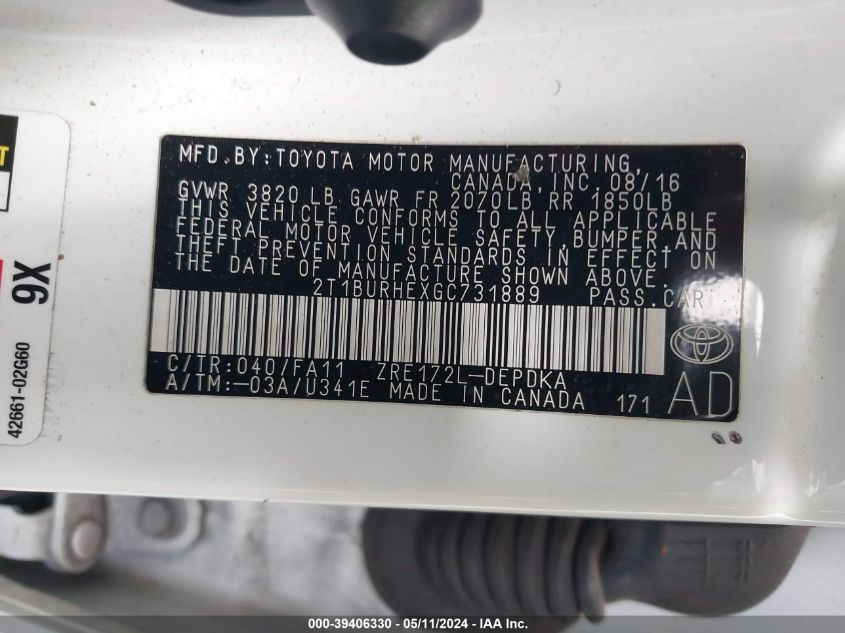 MFD.BY:TOYOTA MOTOR MANUFACTURING,
CANADA, INC. 08/16
GVWR 3820 LB GAWR FR 2070LB RR 1850LB
THIS VEHICLE CONFORMS TO ALL APPLICABLE
FEDERAL MOTOR VEHICLE SAFETY,BUMPER,AND
THEFT PREVENTION STANDARDS IN EFFECT ON
THE DATE OF MANUFACTURE SHOWN ABOVE.
2T1BURHEXGC731889 PASS.CAR
C/TR:040/FA11 ZRE172L-DEPDKA
A/TM:-03A/U341E MADE IN CANADA 171
AD
9X
42661-02G60
000-39406330 - 05/11/2024 - IAA Inc.